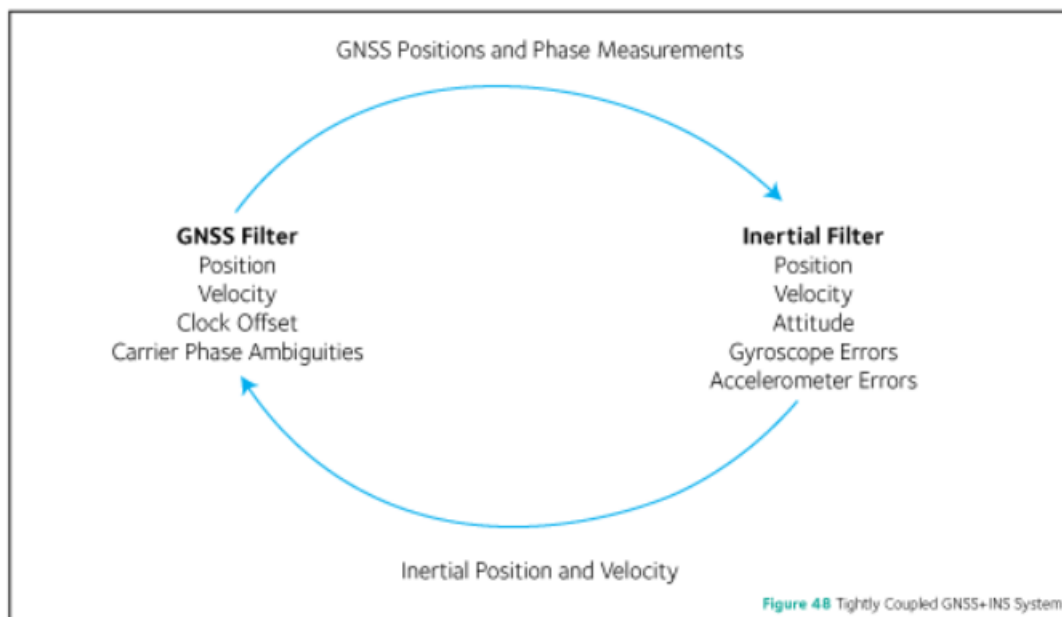 GNSS Positions and Phase Measurements
GNSS Filter
Position
Velocity
Clock Offset
Carrier Phase Ambiguities
Inertial Filter
Position
Velocity
Attitude
Gyroscope Errors
Accelerometer Errors
Inertial Position and Velocity
Figure 48 Tightly Coupled GNSS+INS System